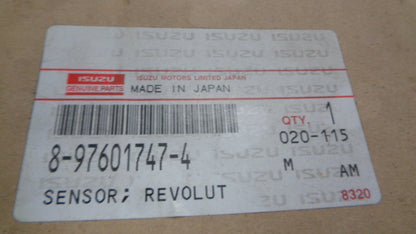 ISUZU ISUZU ISUZU
ISUZU
GENUINE PARTS
ISUZU MOTORS LIMITED JAPAN
MADE IN JAPAN
QTY. 1
020-115
8-97601747-4
M AM
SENSOR; REVOLUT
8320